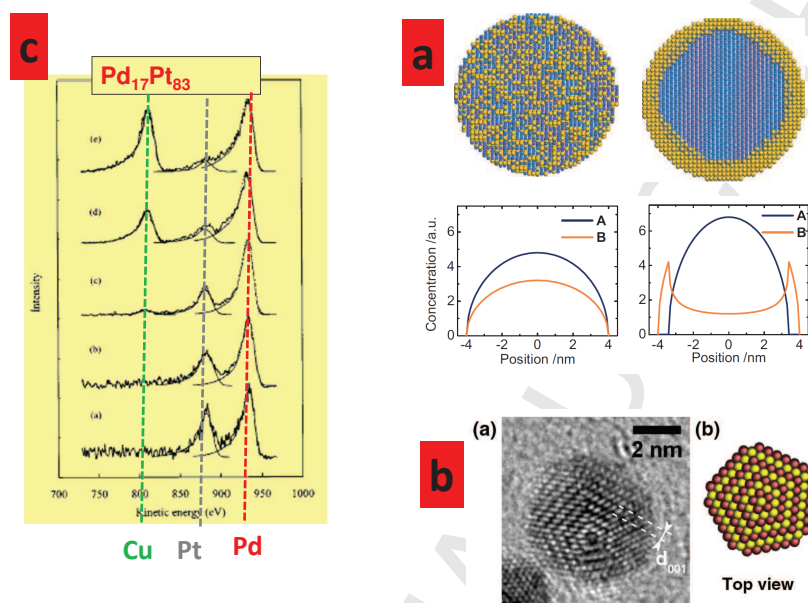 c
Pd17Pt83
(e)
(d)
(c)
(b)
(a)
Intensity
700
750
800
850
900
950
1000
Kinetic energy (eV)
Cu
Pt
Pd
a
Concentration /a.u.
6
4
2
0
A
B
-4
-2
0
2
4
Position /nm
6
4
2
0
A
B
-4
-2
0
2
4
Position /nm
b
(a)
2 nm
d001
(b)
Top view